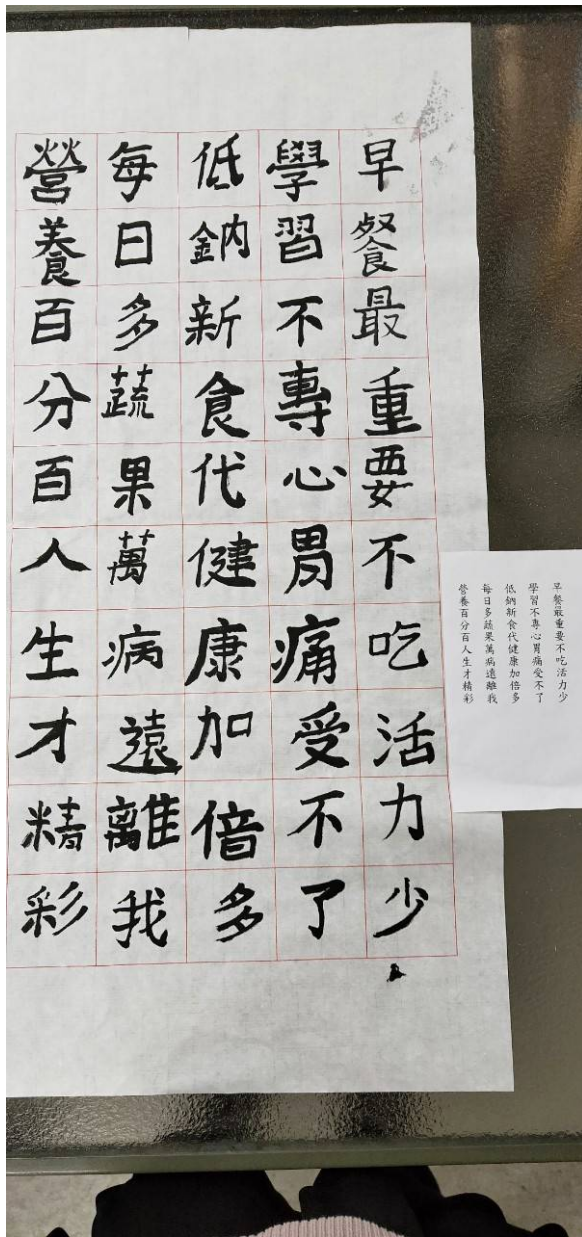 早餐最重要不吃活力少
學習不專心胃痛受不了
低鈉新食代健康加倍多
每日多蔬果萬病遠離我
營養百分百人生才精彩
早餐最重要不吃活力少
學習不專心胃痛受不了
低鈉新食代健康加倍多
每日多蔬果萬病遠離我
營養百分百人生才精彩